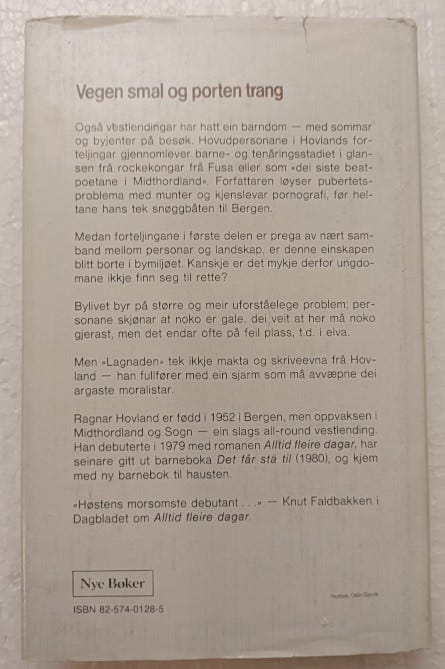 Vegen smal og porten trang
Også vestlendingar har hatt ein barndom — med sommar
og byjenter på besøk. Hovudpersonane i Hovlands for-
teljingar gjennomlever barne- og tenåringsstadiet i glan-
sen frå rockekongar frå Fusa eller som «dei siste beat-
poetane i Midthordland». Forfattaren løyser pubertets-
problema med munter og kjenslevar pornografi, før hel-
tane hans tek snøggbåten til Bergen.
Medan forteljingane i første delen er prega av nært sam-
band mellom personar og landskap, er denne einskapen
blitt borte i bymiljøet. Kanskje er det mykje derfor ungdo-
mane ikkje finn seg til rette?
Bylivet byr på større og meir uforståelege problem; per-
sonane skjønar at noko er gale, dei veit at her må noko
gjerast, men det endar ofte på feil plass, t.d. i elva.
Men «Lagnaden» tek ikkje makta og skriveevna frå Hov-
land — han fullfører med ein sjarm som må avvæpne dei
argaste moralistar.
Ragnar Hovland er fødd i 1952 i Bergen, men oppvaksen i
Midthordland og Sogn — ein slags all-round vestlending.
Han debuterte i 1979 med romanen Alltid fleire dagar, har
seinare gitt ut barneboka Det får stå til (1980), og kjem
med ny barnebok til hausten.
«Høstens morsomste debutant . . .» — Knut Faldbakken i
Dagbladet om Alltid fleire dagar.
Nye Bøker
ISBN 82-574-0128-5